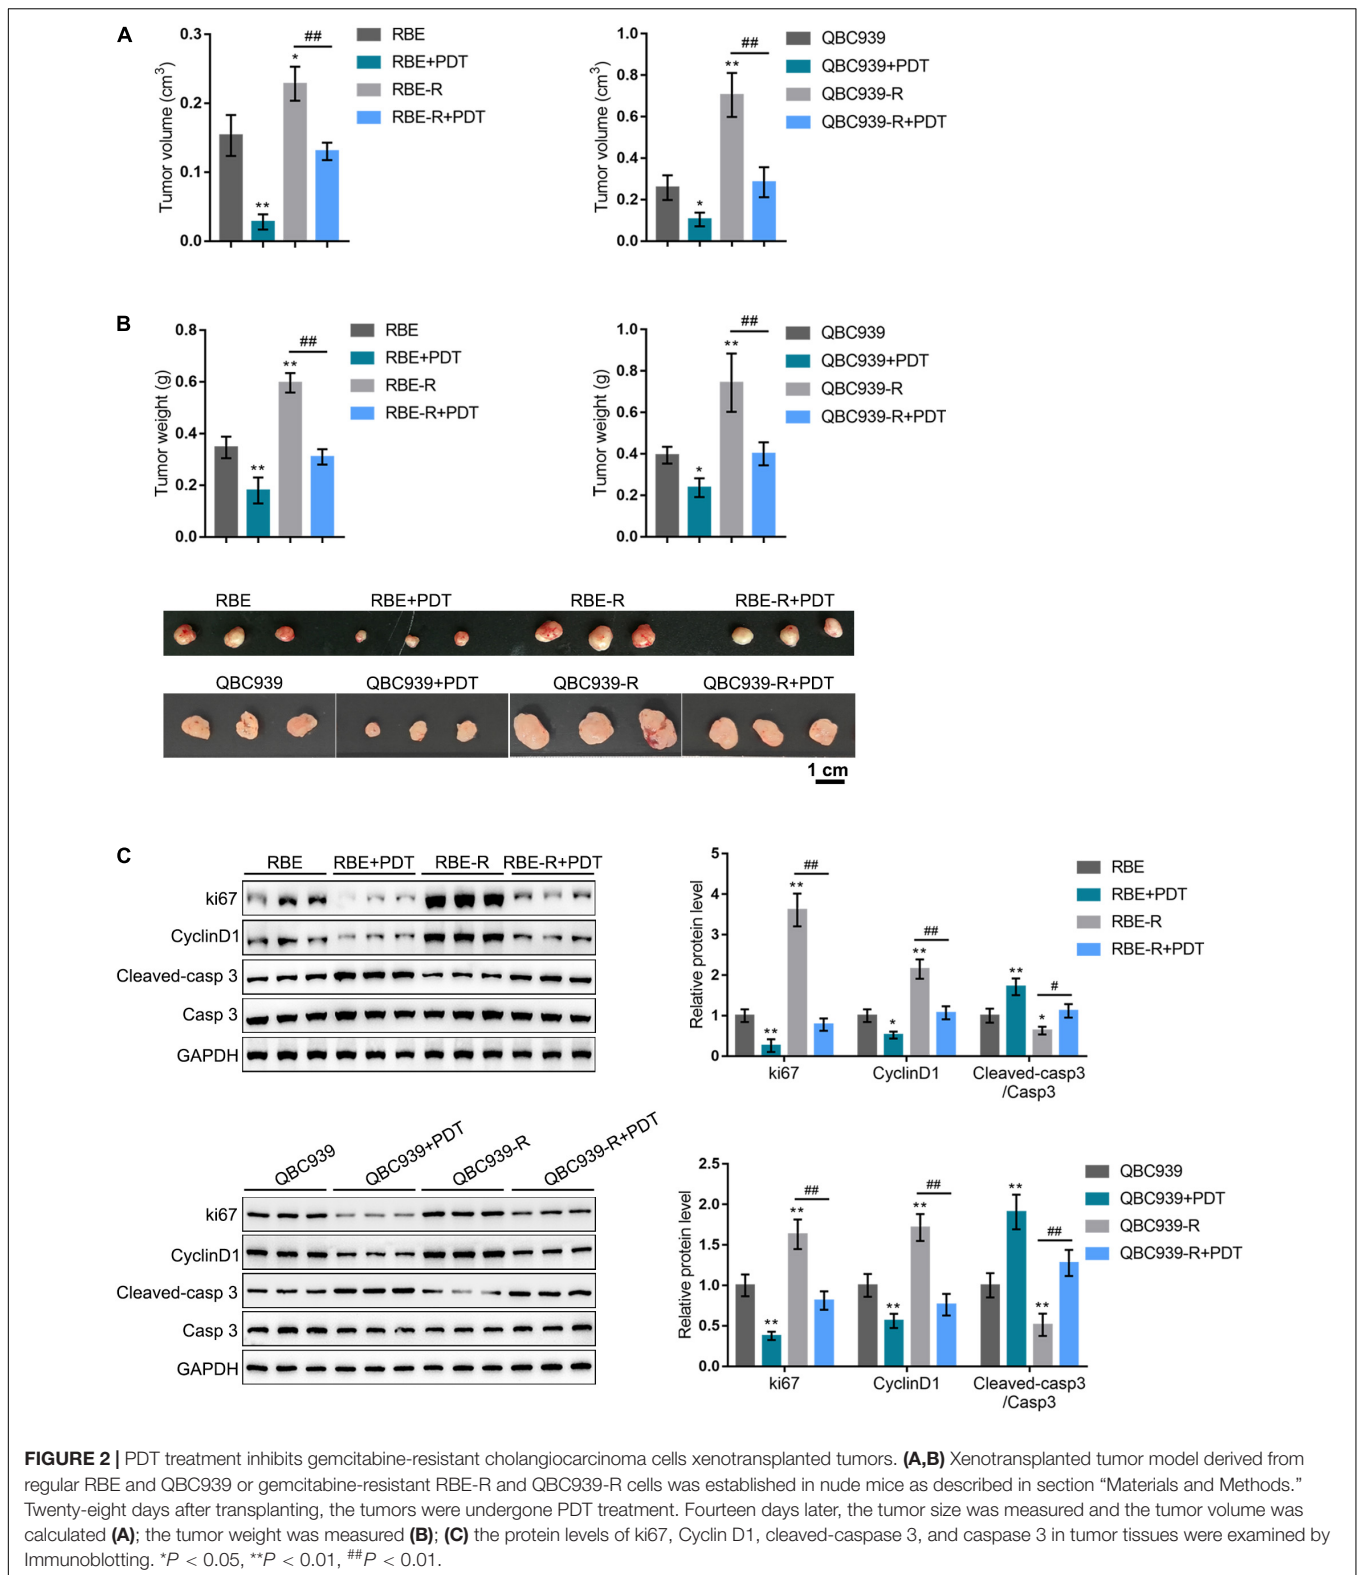 A
0.3
0.2
0.1
0.0
Tumor volume (cm³)
**
*
##
RBE
RBE+PDT
RBE-R
RBE-R+PDT
1.0
0.8
0.6
0.4
0.2
0.0
Tumor volume (cm³)
*
**
##
QBC939
QBC939+PDT
QBC939-R
QBC939-R+PDT
B
0.8
0.6
0.4
0.2
0.0
Tumor weight (g)
**
**
##
RBE
RBE+PDT
RBE-R
RBE-R+PDT
1.0
0.8
0.6
0.4
0.2
0.0
Tumor weight (g)
*
**
##
QBC939
QBC939+PDT
QBC939-R
QBC939-R+PDT
RBE RBE+PDT RBE-R RBE-R+PDT
QBC939 QBC939+PDT QBC939-R QBC939-R+PDT
1 cm
C
RBE RBE+PDT RBE-R RBE-R+PDT
ki67
CyclinD1
Cleaved-casp 3
Casp 3
GAPDH
5
4
3
2
1
0
Relative protein level
**
**
##
*
**
##
**
*
#
ki67 CyclinD1 Cleaved-casp3
/Casp3
RBE
RBE+PDT
RBE-R
RBE-R+PDT
QBC939 QBC939+PDT QBC939-R QBC939-R+PDT
ki67
CyclinD1
Cleaved-casp 3
Casp 3
GAPDH
2.5
2.0
1.5
1.0
0.5
0.0
Relative protein level
**
**
##
**
**
##
**
**
##
ki67 CyclinD1 Cleaved-casp3
/Casp3
QBC939
QBC939+PDT
QBC939-R
QBC939-R+PDT
FIGURE 2 | PDT treatment inhibits gemcitabine-resistant cholangiocarcinoma cells xenotransplanted tumors. (A,B) Xenotransplanted tumor model derived from
regular RBE and QBC939 or gemcitabine-resistant RBE-R and QBC939-R cells was established in nude mice as described in section “Materials and Methods.”
Twenty-eight days after transplanting, the tumors were undergone PDT treatment. Fourteen days later, the tumor size was measured and the tumor volume was
calculated (A); the tumor weight was measured (B); (C) the protein levels of ki67, Cyclin D1, cleaved-caspase 3, and caspase 3 in tumor tissues were examined by
Immunoblotting. *P < 0.05, **P < 0.01, ##P < 0.01.